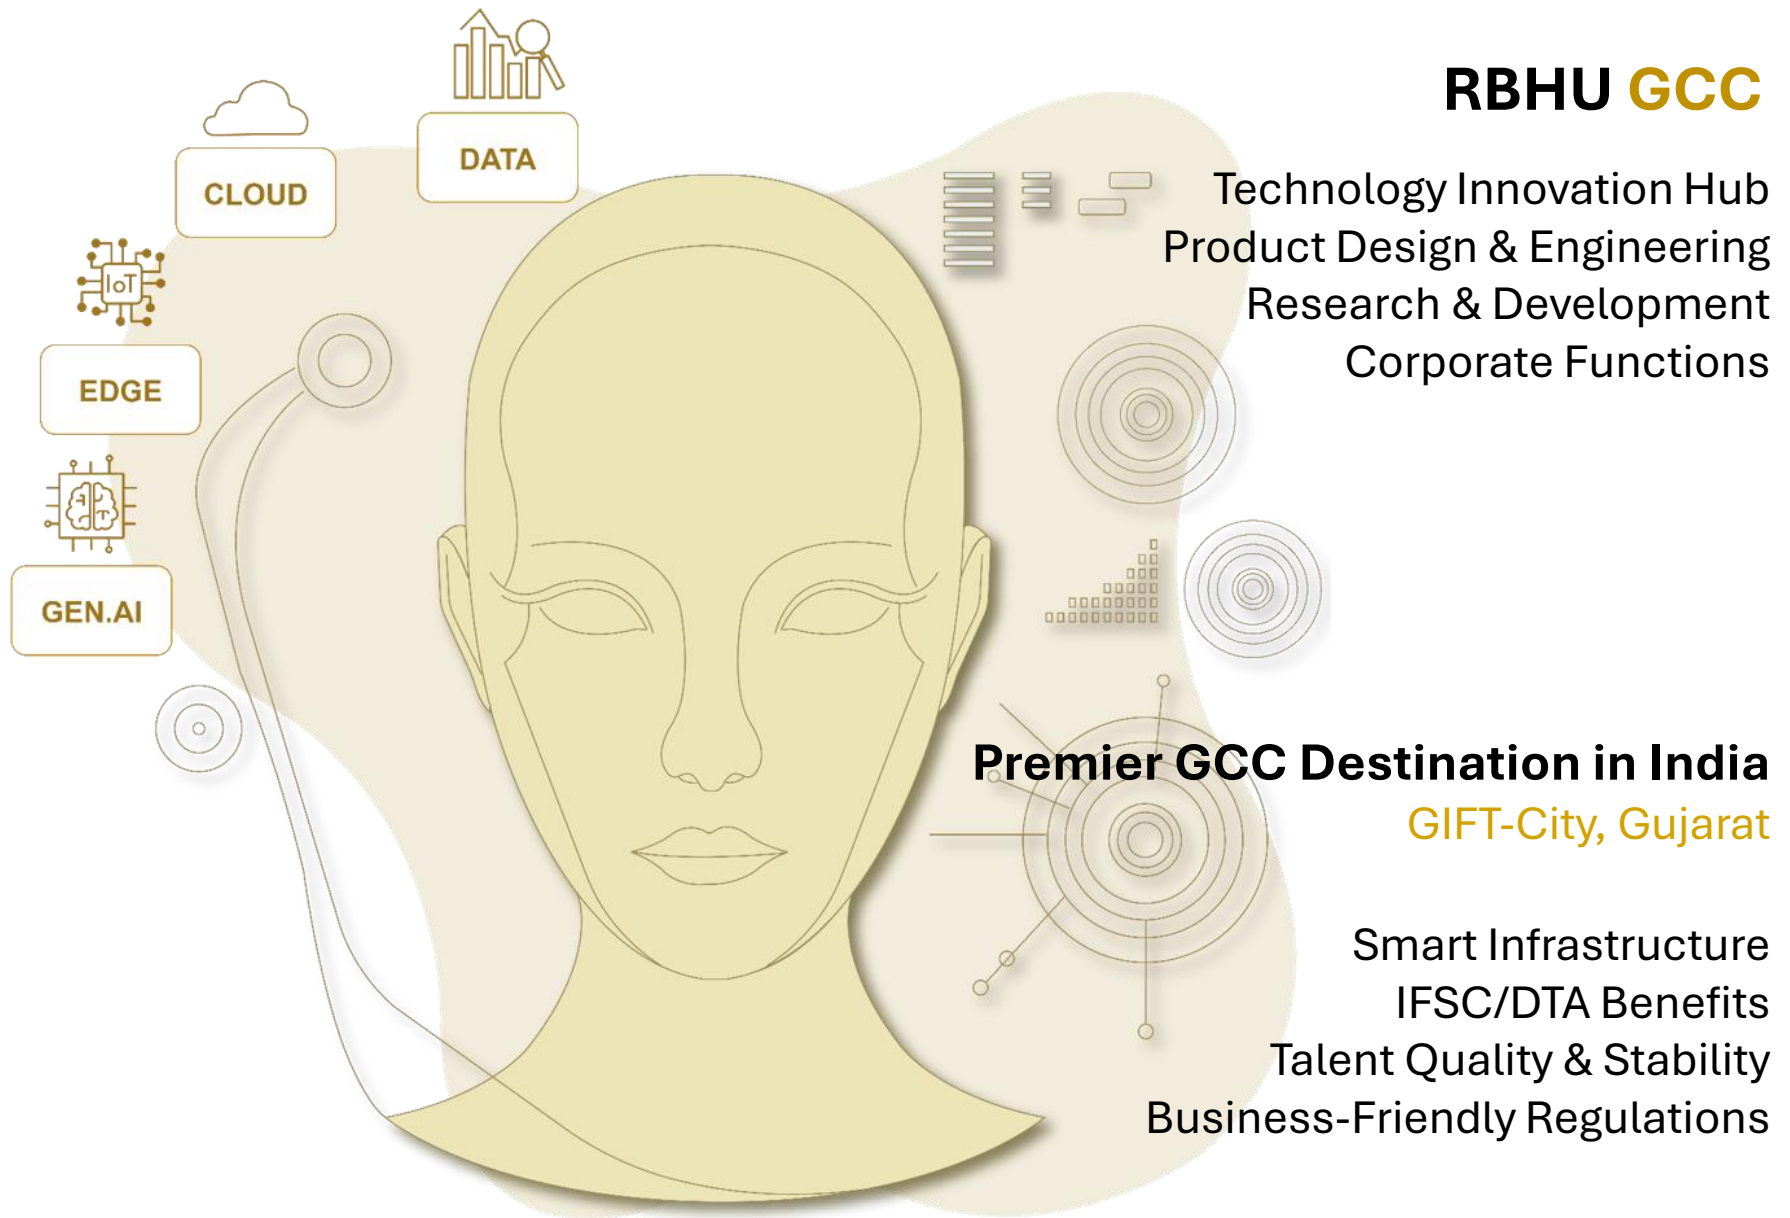 DATA
CLOUD
IoT
EDGE
GEN.AI
RBHU GCC
Technology Innovation Hub
Product Design & Engineering
Research & Development
Corporate Functions
Premier GCC Destination in India
GIFT-City, Gujarat
Smart Infrastructure
IFSC/DTA Benefits
Talent Quality & Stability
Business-Friendly Regulations